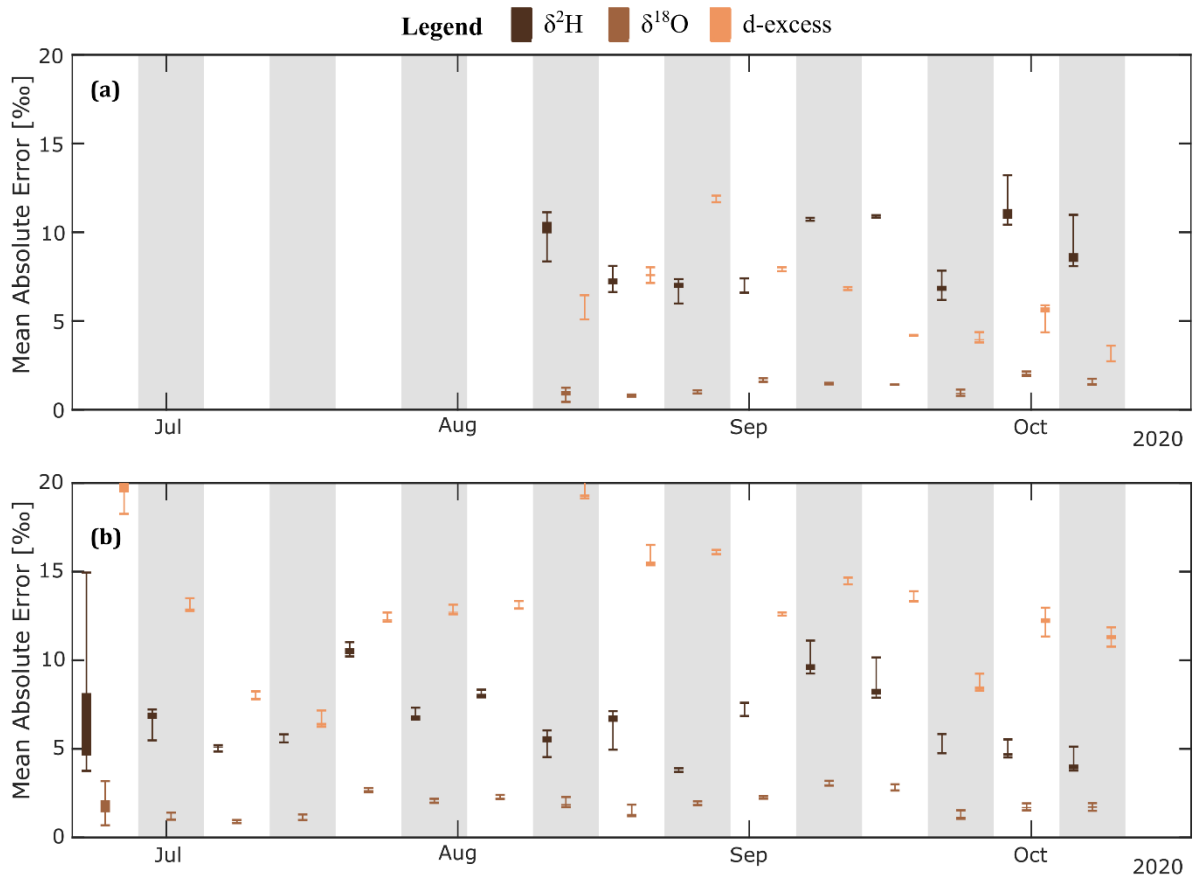 Legend δ²H δ¹⁸O d-excess
(a)
Mean Absolute Error [‰]
20
15
10
5
0
Jul Aug Sep Oct
2020
(b)
Mean Absolute Error [‰]
20
15
10
5
0
Jul Aug Sep Oct
2020